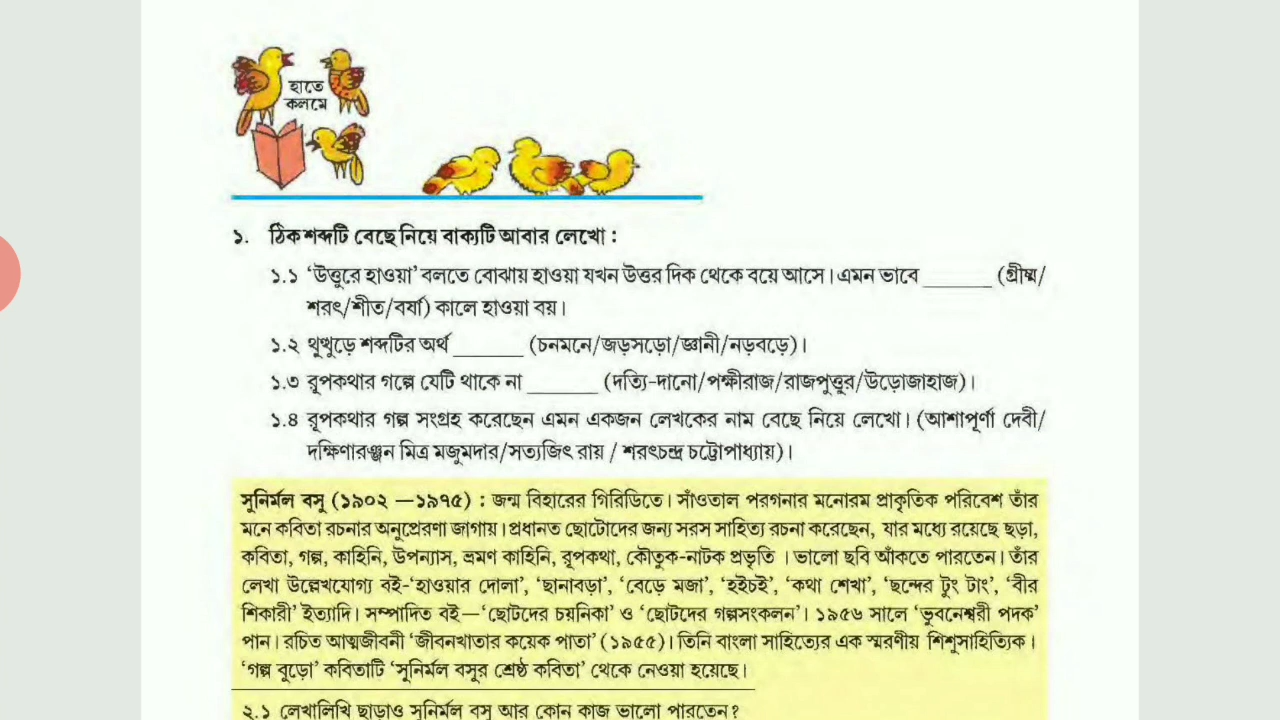 হাতে
কলমে
১. ঠিক শব্দটি বেছে নিয়ে বাক্যটি আবার লেখো :
১.১ ‘উত্তুরে হাওয়া’ বলতে বোঝায় হাওয়া যখন উত্তর দিক থেকে বয়ে আসে। এমন ভাবে ______ (গ্রীষ্ম/
শরৎ/শীত/বর্ষা) কালে হাওয়া বয়।
১.২ থুত্থুড়ে শব্দটির অর্থ ______ (চনমনে/জড়সড়ো/জ্ঞানী/নড়বড়ে)।
১.৩ রূপকথার গল্পে যেটি থাকে না ______ (দত্যি-দানো/পক্ষীরাজ/রাজপুত্তুর/উড়োজাহাজ)।
১.৪ রূপকথার গল্প সংগ্রহ করেছেন এমন একজন লেখকের নাম বেছে নিয়ে লেখো। (আশাপূর্ণা দেবী/
দক্ষিণারঞ্জন মিত্র মজুমদার/সত্যজিৎ রায় / শরৎচন্দ্র চট্টোপাধ্যায়)।
সুনির্মল বসু (১৯০২ —১৯৭৫) : জন্ম বিহারের গিরিডিতে। সাঁওতাল পরগনার মনোরম প্রাকৃতিক পরিবেশ তাঁর
মনে কবিতা রচনার অনুপ্রেরণা জাগায়। প্রধানত ছোটোদের জন্য সরস সাহিত্য রচনা করেছেন, যার মধ্যে রয়েছে ছড়া,
কবিতা, গল্প, কাহিনি, উপন্যাস, ভ্রমণ কাহিনি, রূপকথা, কৌতুক-নাটক প্রভৃতি । ভালো ছবি আঁকতে পারতেন। তাঁর
লেখা উল্লেখযোগ্য বই-‘হাওয়ার দোলা’, ‘ছানাবড়া’, ‘বেড়ে মজা’, ‘হইচই’, ‘কথা শেখা’, ‘ছন্দের টুং টাং’, ‘বীর
শিকারী’ ইত্যাদি। সম্পাদিত বই—‘ছোটদের চয়নিকা’ ও ‘ছোটদের গল্পসংকলন’। ১৯৫৬ সালে ‘ভুবনেশ্বরী পদক’
পান। রচিত আত্মজীবনী ‘জীবনখাতার কয়েক পাতা’ (১৯৫৫)। তিনি বাংলা সাহিত্যের এক স্মরণীয় শিশুসাহিত্যিক।
‘গল্প বুড়ো’ কবিতাটি ‘সুনির্মল বসুর শ্রেষ্ঠ কবিতা’ থেকে নেওয়া হয়েছে।
২.১ লেখালিখি ছাড়াও সুনির্মল বসু আর কোন কাজ ভালো পারতেন?